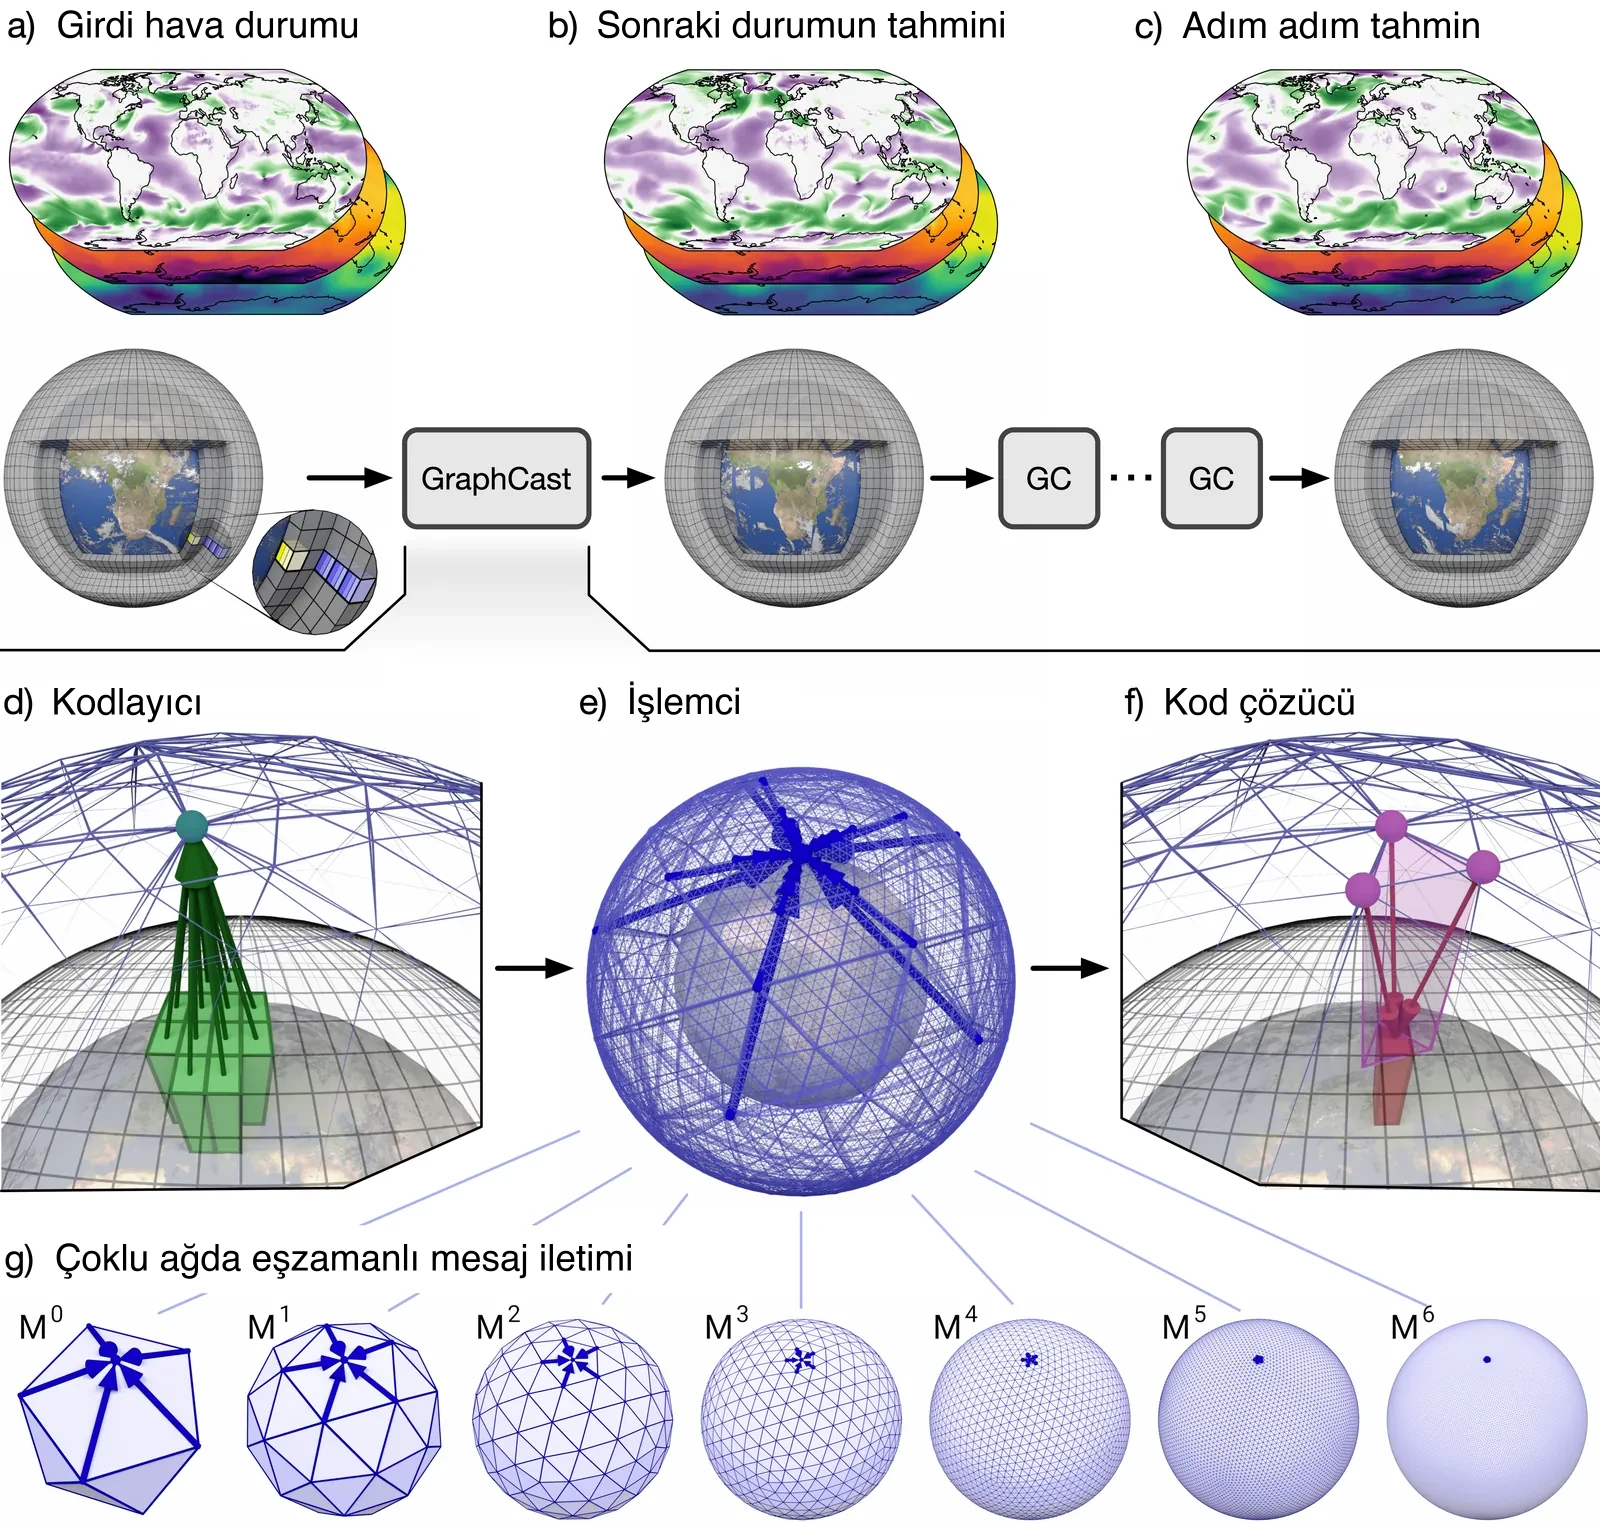 a) Girdi hava durumu
b) Sonraki durumun tahmini
c) Adım adım tahmin
GraphCast
GC
...
GC
d) Kodlayıcı
e) İşlemci
f) Kod çözücü
g) Çoklu ağda eşzamanlı mesaj iletimi
M⁰
M¹
M²
M³
M⁴
M⁵
M⁶